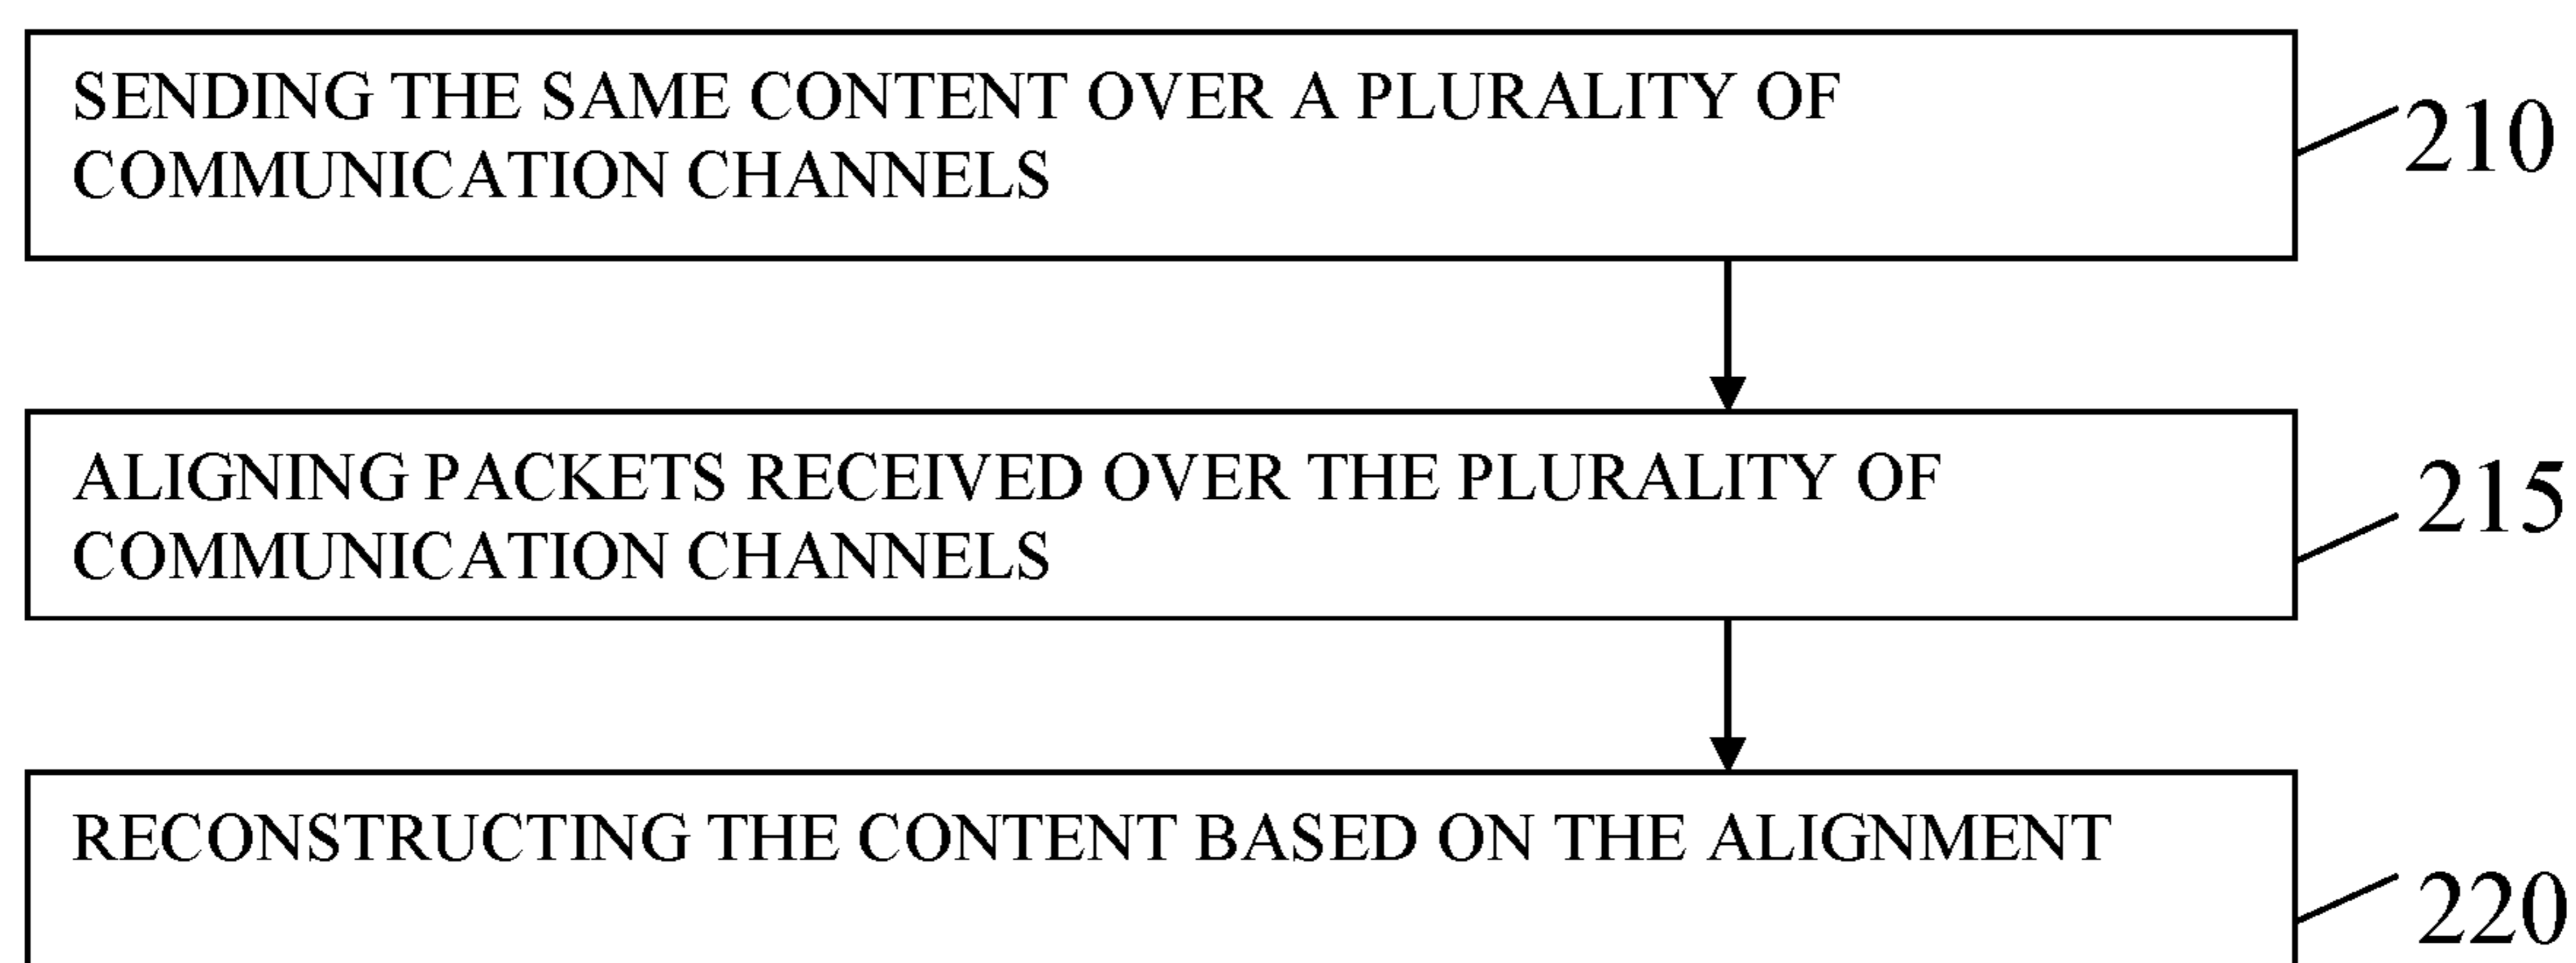 SENDING THE SAME CONTENT OVER A PLURALITY OF
COMMUNICATION CHANNELS
210
ALIGNING PACKETS RECEIVED OVER THE PLURALITY OF
COMMUNICATION CHANNELS
215
RECONSTRUCTING THE CONTENT BASED ON THE ALIGNMENT
220